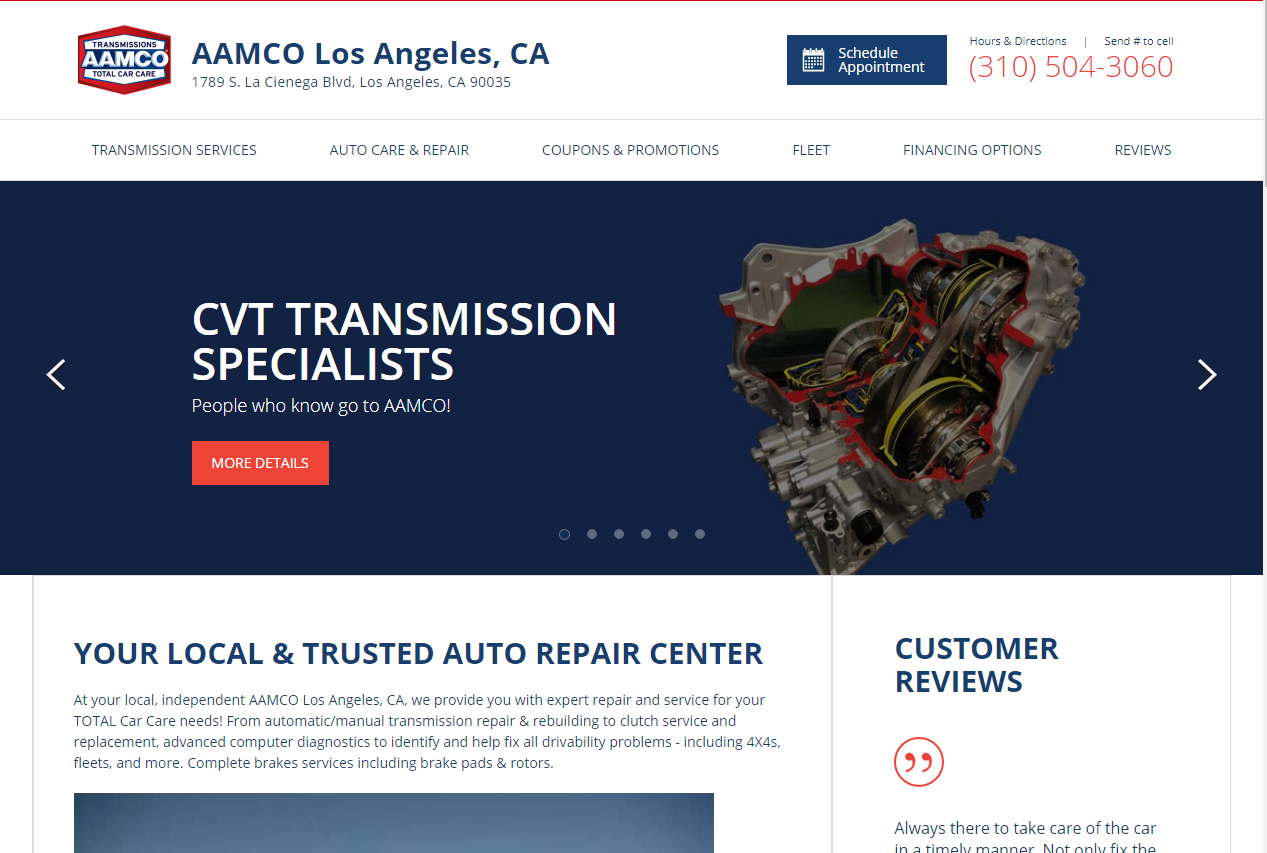 TRANSMISSIONS
AAMCO
TOTAL CAR CARE
AAMCO Los Angeles, CA
1789 S. La Cienega Blvd, Los Angeles, CA 90035
Schedule
Appointment
Hours & Directions | Send # to cell
(310) 504-3060
TRANSMISSION SERVICES AUTO CARE & REPAIR COUPONS & PROMOTIONS FLEET FINANCING OPTIONS REVIEWS
CVT TRANSMISSION
SPECIALISTS
People who know go to AAMCO!
MORE DETAILS
YOUR LOCAL & TRUSTED AUTO REPAIR CENTER
At your local, independent AAMCO Los Angeles, CA, we provide you with expert repair and service for your
TOTAL Car Care needs! From automatic/manual transmission repair & rebuilding to clutch service and
replacement, advanced computer diagnostics to identify and help fix all drivability problems - including 4X4s,
fleets, and more. Complete brakes services including brake pads & rotors.
CUSTOMER
REVIEWS
Always there to take care of the car
in a timely manner. Not only fix the